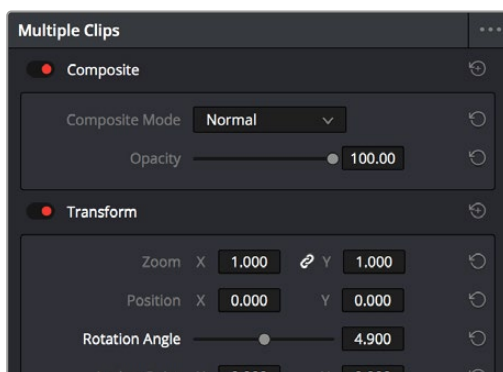 Multiple Clips
Composite
Composite Mode Normal
Opacity 100.00
Transform
Zoom X 1.000 Y 1.000
Position X 0.000 Y 0.000
Rotation Angle 4.900